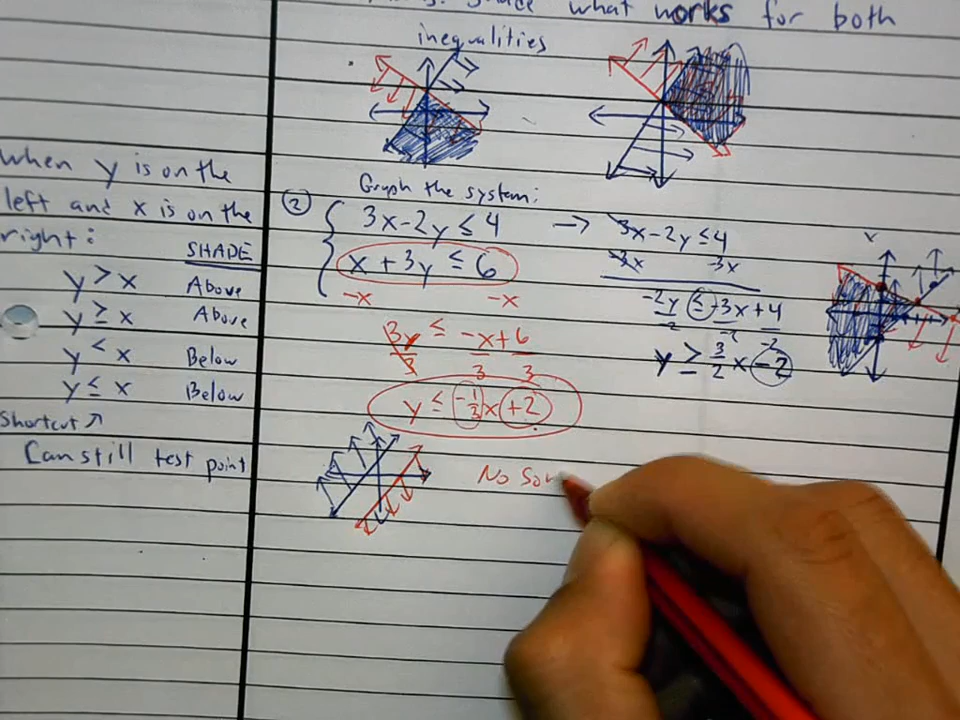 shade what works for both
inequalities
when y is on the
left and x is on the
right:
SHADE
y > x Above
y ≥ x Above
y < x Below
y ≤ x Below
Shortcut ↗
Can still test point
Graph the system:
② { 3x-2y ≤ 4 → 3x-2y ≤ 4
x + 3y ≤ 6 -3x -3x
-x -x
-2y ≤ -3x + 4
-2 -2 -2
3y ≤ -x + 6
3 3 3
y ≥ 3/2 x - 2
y ≤ -1/3 x + 2
x
No So